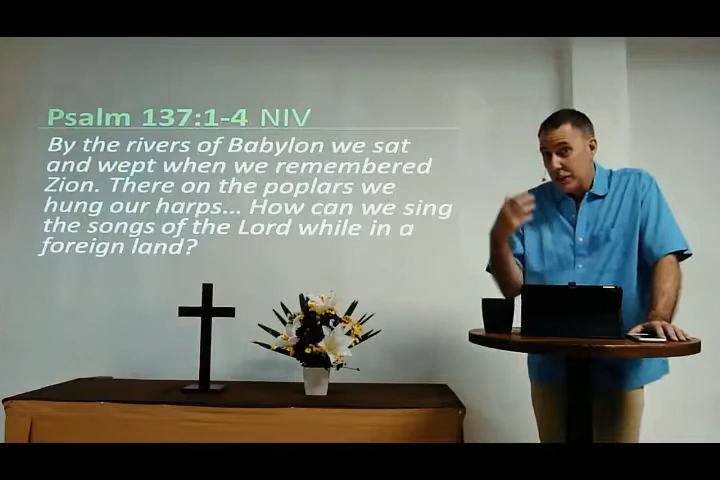 Psalm 137:1-4 NIV
By the rivers of Babylon we sat
and wept when we remembered
Zion. There on the poplars we
hung our harps... How can we sing
the songs of the Lord while in a
foreign land?